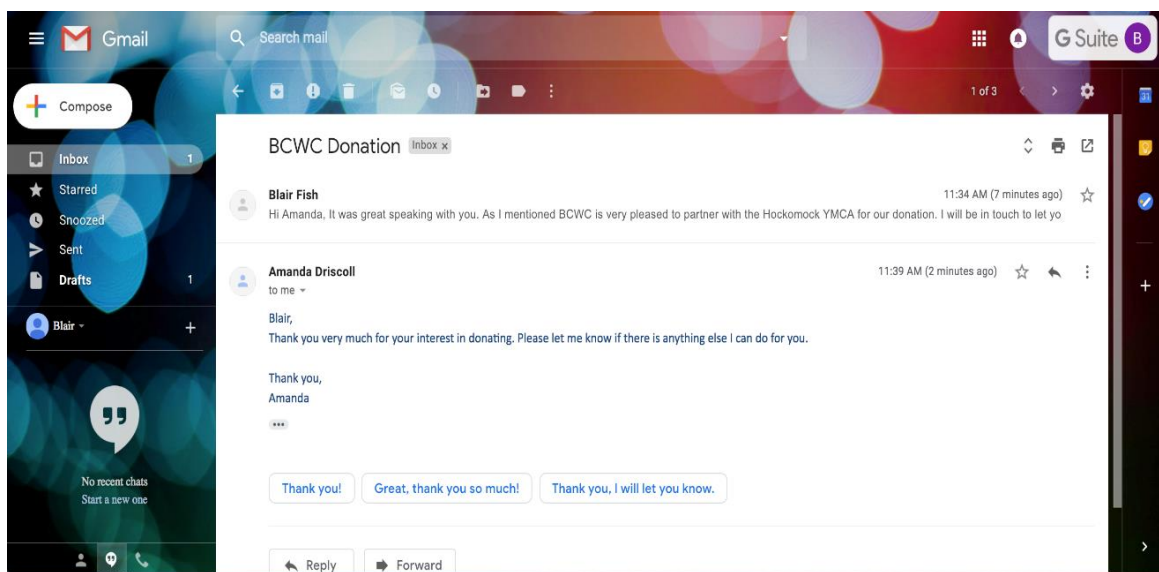 Gmail
Search mail
G Suite B
Compose
1 of 3
31
Inbox 1
Starred
Snoozed
Sent
Drafts 1
Blair
No recent chats
Start a new one
BCWC Donation Inbox x
Blair Fish 11:34 AM (7 minutes ago)
Hi Amanda, It was great speaking with you. As I mentioned BCWC is very pleased to partner with the Hockomock YMCA for our donation. I will be in touch to let yo
Amanda Driscoll 11:39 AM (2 minutes ago)
to me
Blair,
Thank you very much for your interest in donating. Please let me know if there is anything else I can do for you.
Thank you,
Amanda
Thank you! Great, thank you so much! Thank you, I will let you know.
Reply Forward